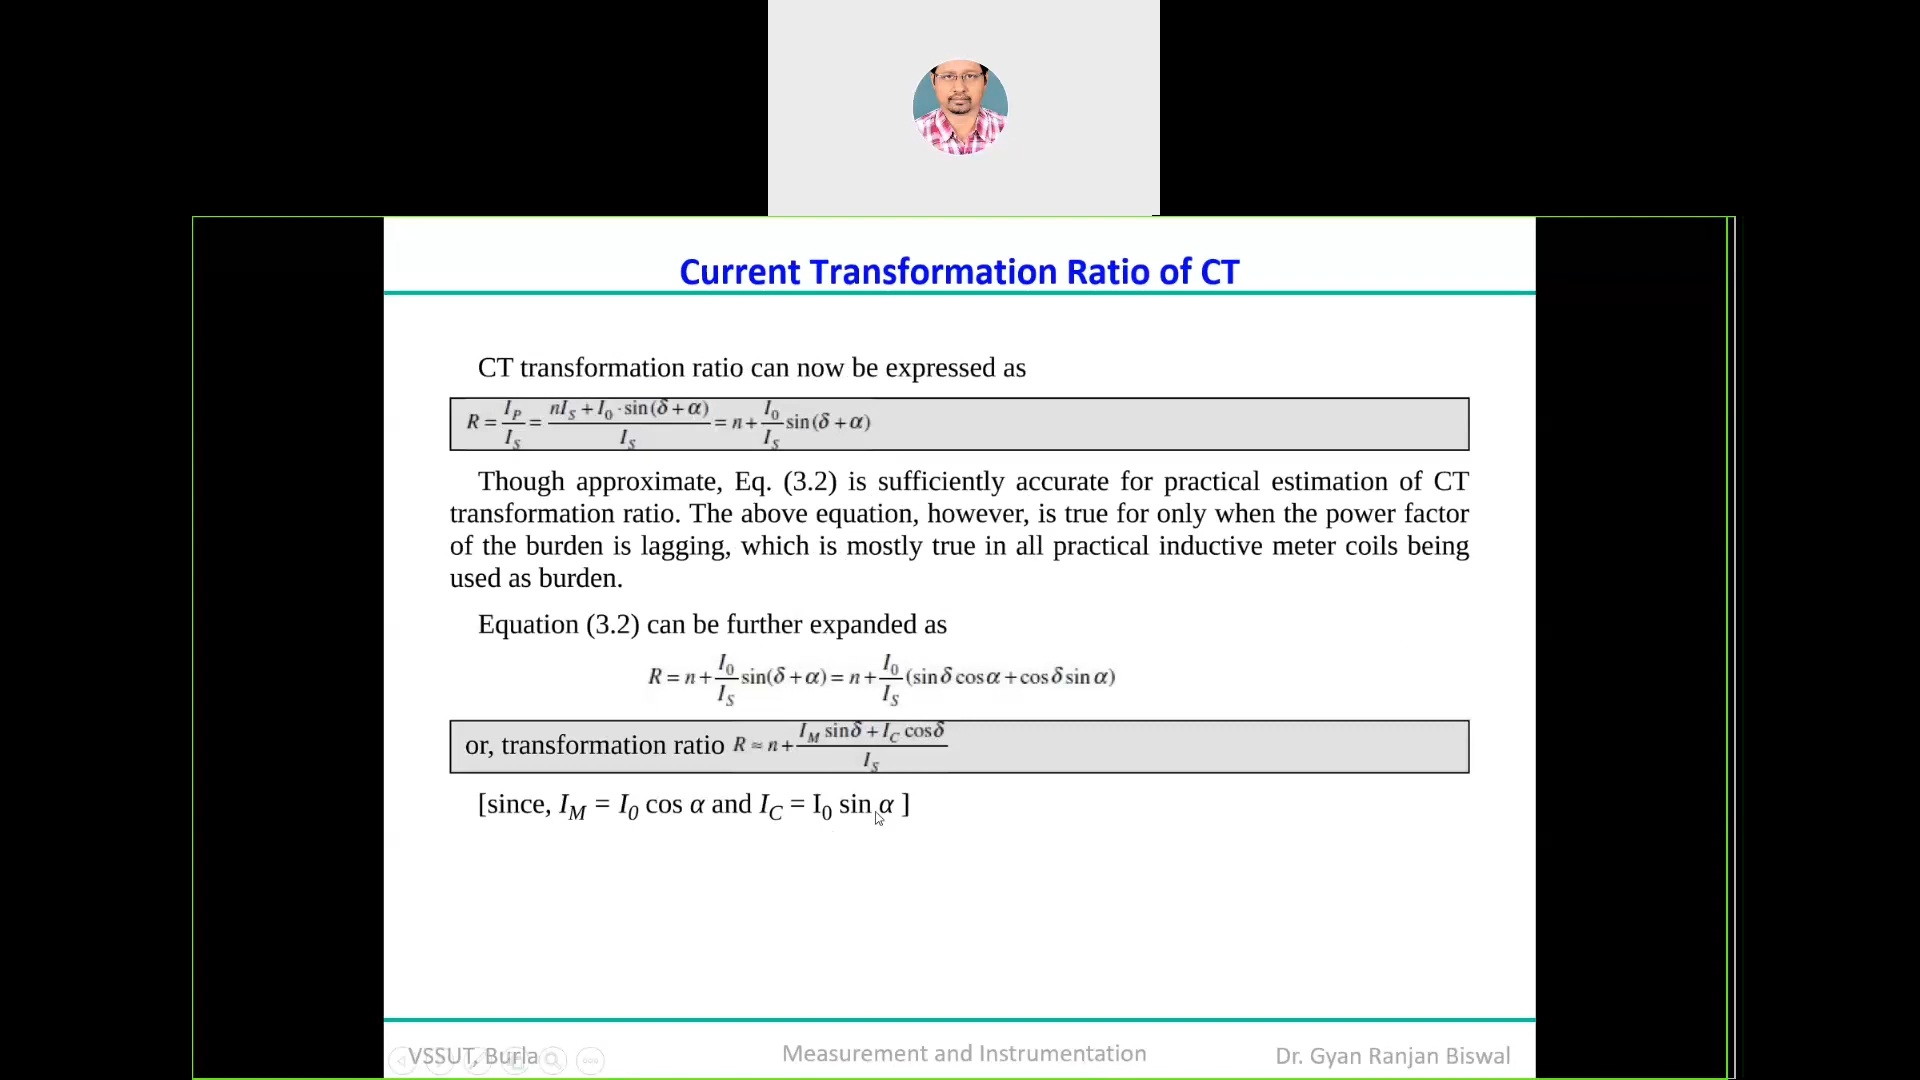 Current Transformation Ratio of CT
CT transformation ratio can now be expressed as
R = I_P/I_S = (nI_S + I_0 · sin(δ + α))/I_S = n + I_0/I_S sin(δ + α)
Though approximate, Eq. (3.2) is sufficiently accurate for practical estimation of CT
transformation ratio. The above equation, however, is true for only when the power factor
of the burden is lagging, which is mostly true in all practical inductive meter coils being
used as burden.
Equation (3.2) can be further expanded as
R = n + I_0/I_S sin(δ + α) = n + I_0/I_S (sin δ cos α + cos δ sin α)
or, transformation ratio R ≈ n + (I_M sin δ + I_C cos δ)/I_S
[since, I_M = I_0 cos α and I_C = I_0 sin α ]
VSSUT, Burla
Measurement and Instrumentation
Dr. Gyan Ranjan Biswal